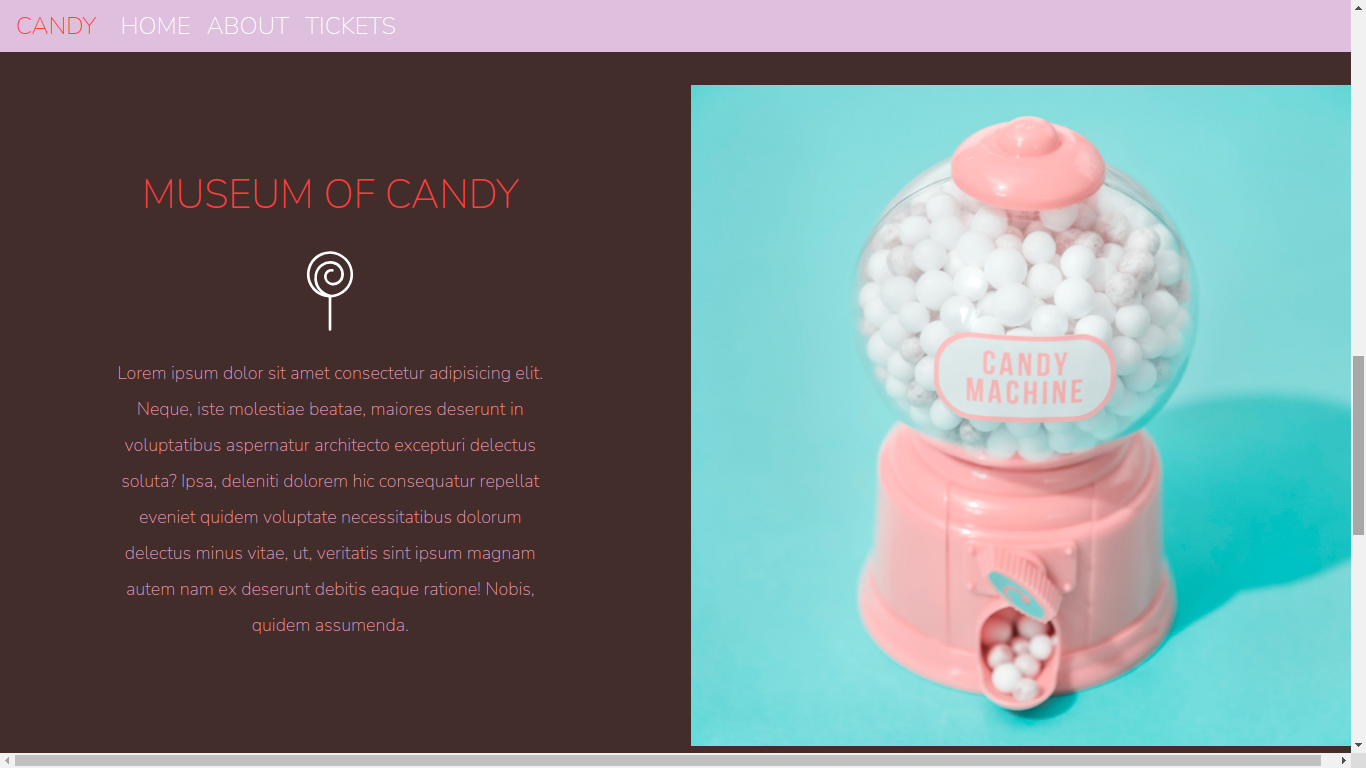 CANDY HOME ABOUT TICKETS
MUSEUM OF CANDY
Lorem ipsum dolor sit amet consectetur adipisicing elit.
Neque, iste molestiae beatae, maiores deserunt in
voluptatibus aspernatur architecto excepturi delectus
soluta? Ipsa, deleniti dolorem hic consequatur repellat
eveniet quidem voluptate necessitatibus dolorum
delectus minus vitae, ut, veritatis sint ipsum magnam
autem nam ex deserunt debitis eaque ratione! Nobis,
quidem assumenda.
CANDY
MACHINE